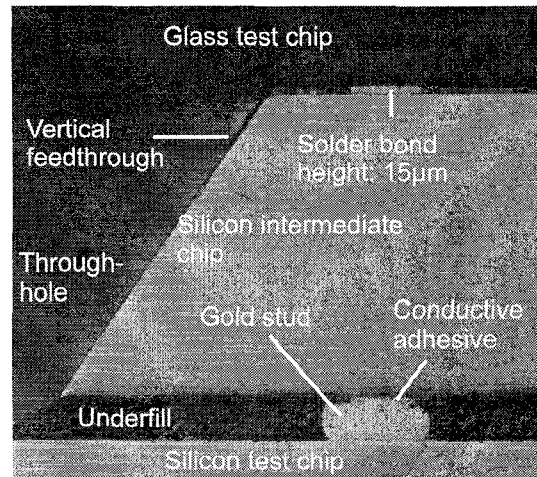 Glass test chip
Vertical
feedthrough
Solder bond
height: 15µm
Silicon intermediate
chip
Through-
hole
Gold stud
Conductive
adhesive
Underfill
Silicon test chip